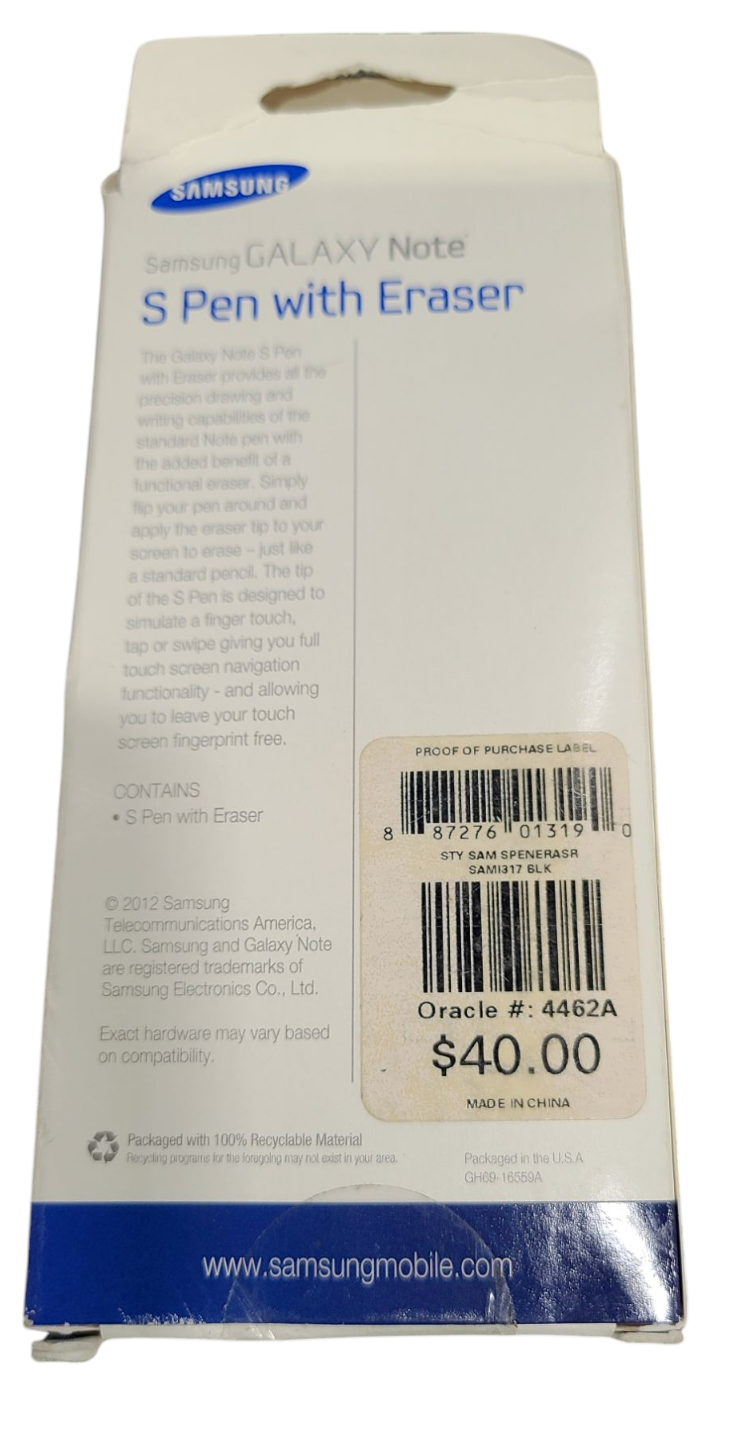 SAMSUNG
Samsung GALAXY Note
S Pen with Eraser
The Galaxy Note S Pen
with Eraser provides all the
precision drawing and
writing capabilities of the
standard Note pen with
the added benefit of a
functional eraser. Simply
flip your pen around and
apply the eraser tip to your
screen to erase – just like
a standard pencil. The tip
of the S Pen is designed to
simulate a finger touch,
tap or swipe giving you full
touch screen navigation
functionality - and allowing
you to leave your touch
screen fingerprint free.
CONTAINS
• S Pen with Eraser
© 2012 Samsung
Telecommunications America,
LLC. Samsung and Galaxy Note
are registered trademarks of
Samsung Electronics Co., Ltd.
Exact hardware may vary based
on compatibility.
PROOF OF PURCHASE LABEL
8 87276 01319 0
STY SAM SPENERASR
SAMI317 BLK
Oracle #: 4462A
$40.00
MADE IN CHINA
Packaged with 100% Recyclable Material
Recycling programs for the foregoing may not exist in your area.
Packaged in the U.S.A
GH69-16559A
www.samsungmobile.com